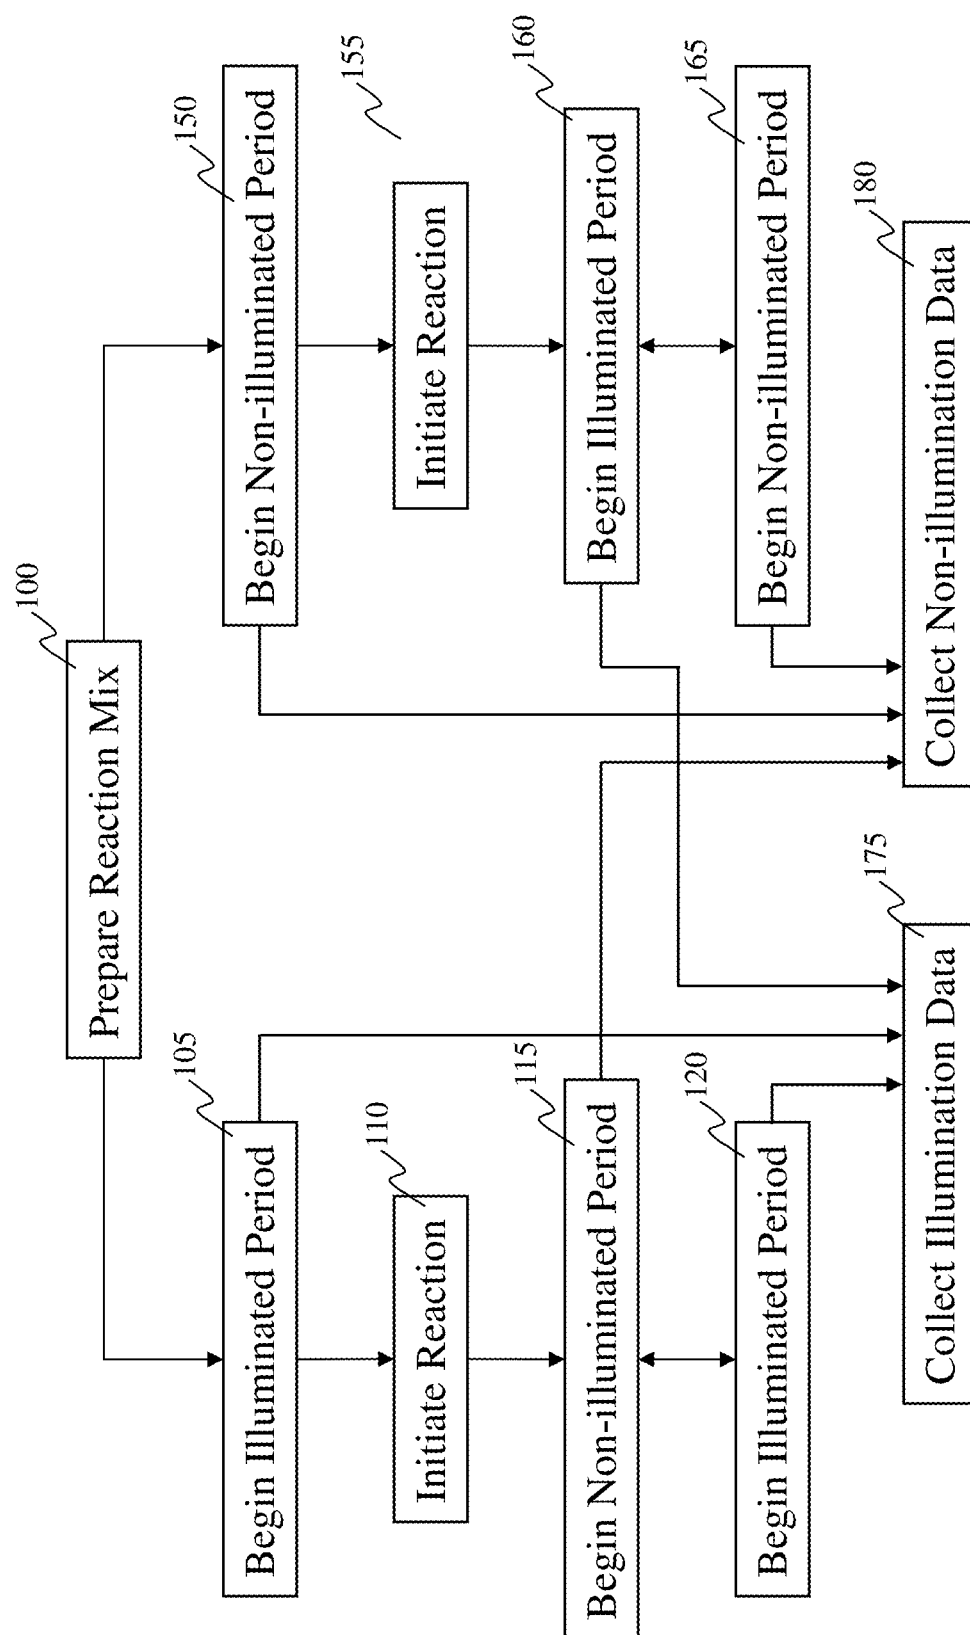 100
Prepare Reaction Mix
105
Begin Illuminated Period
150
Begin Non-illuminated Period
110
Initiate Reaction
155
Initiate Reaction
115
Begin Non-illuminated Period
160
Begin Illuminated Period
120
Begin Illuminated Period
165
Begin Non-illuminated Period
175
Collect Illumination Data
180
Collect Non-illumination Data